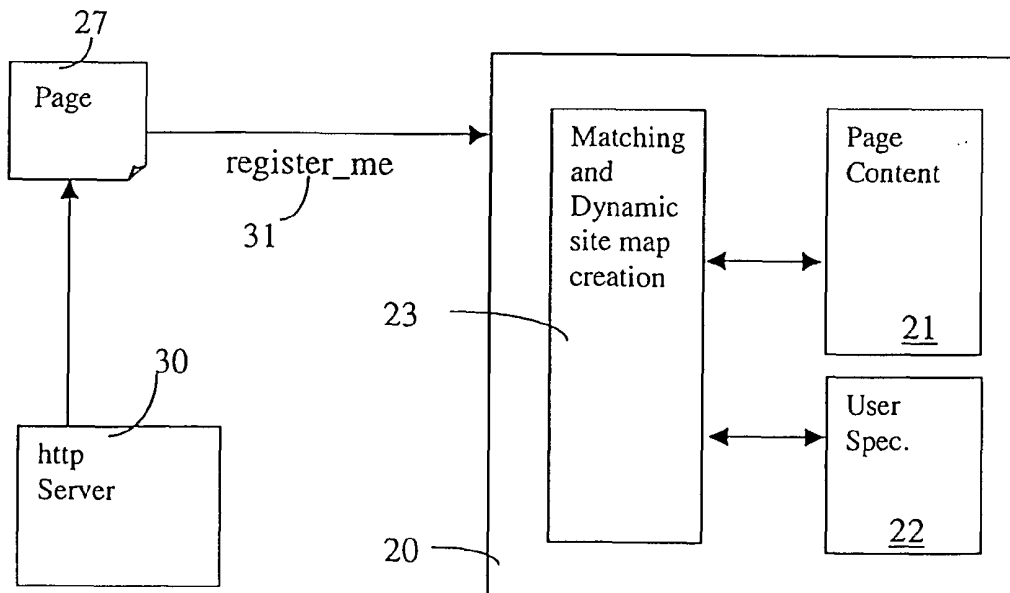 27
Page
register_me
31
Matching
and
Dynamic
site map
creation
Page
Content
21
23
30
http
Server
User
Spec.
22
20